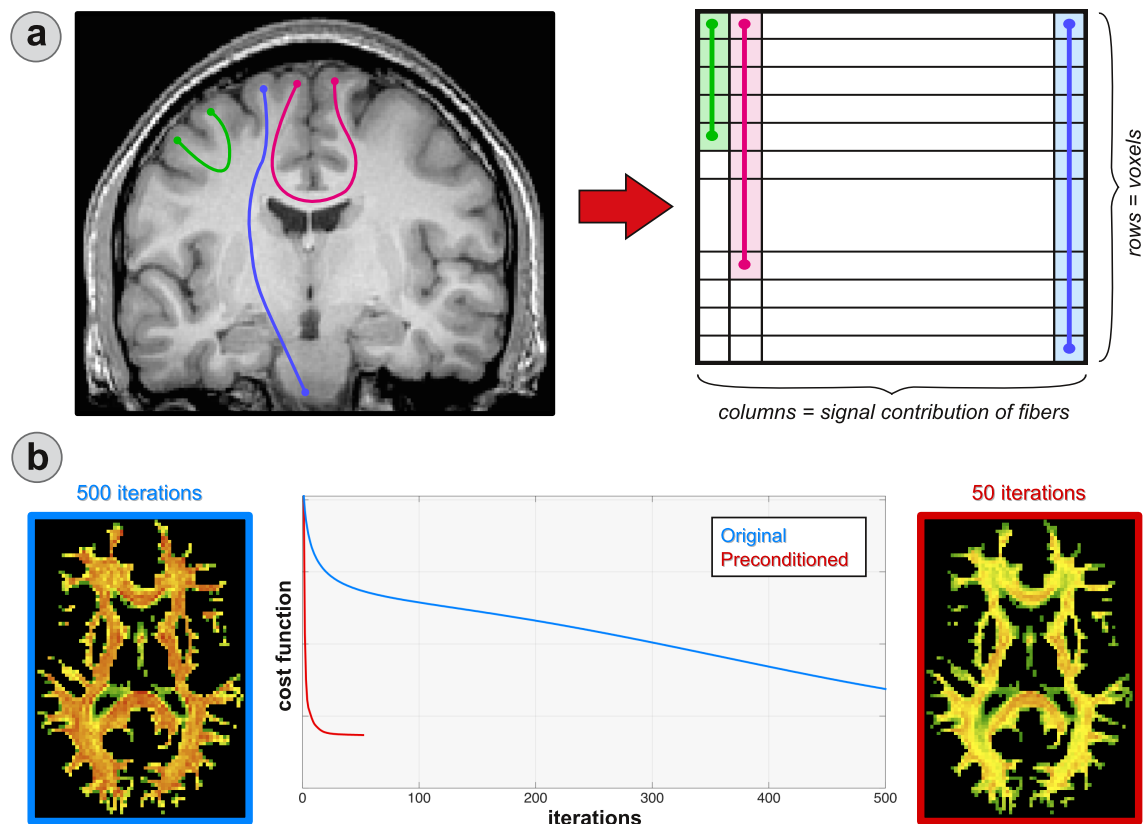 a
rows = voxels
columns = signal contribution of fibers
b
500 iterations
50 iterations
Original
Preconditioned
cost function
0
100
200
300
400
500
iterations